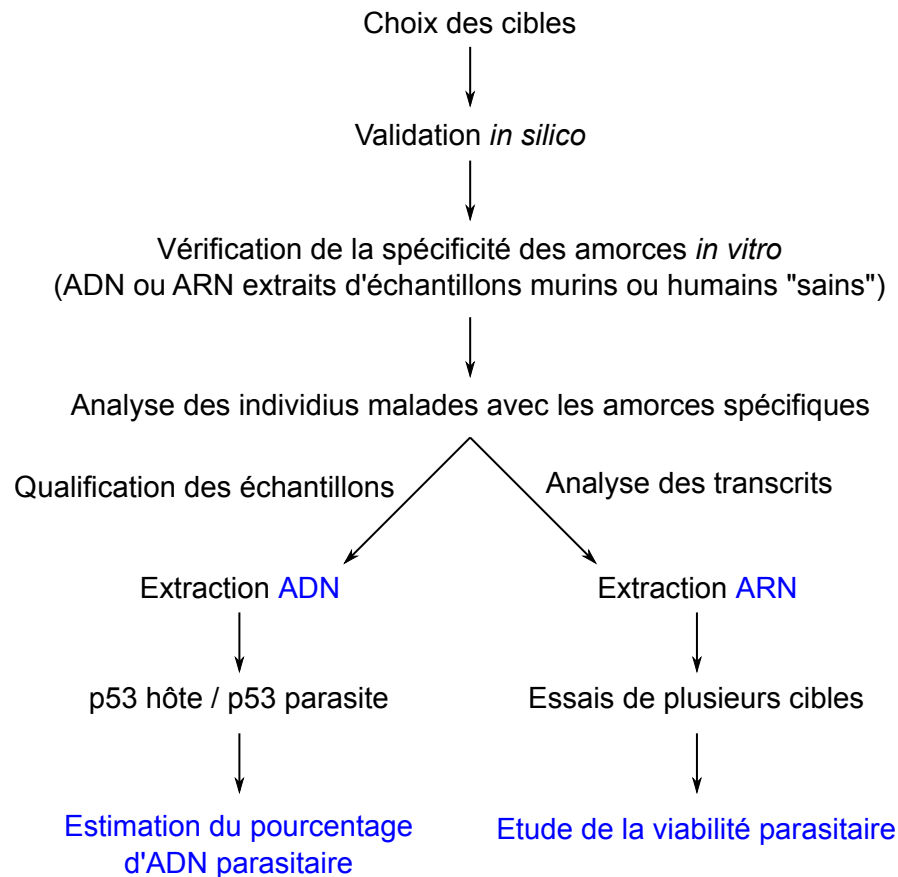 Choix des cibles
Validation in silico
Vérification de la spécificité des amorces in vitro
(ADN ou ARN extraits d'échantillons murins ou humains "sains")
Analyse des individius malades avec les amorces spécifiques
Qualification des échantillons
Analyse des transcrits
Extraction ADN
Extraction ARN
p53 hôte / p53 parasite
Essais de plusieurs cibles
Estimation du pourcentage
d'ADN parasitaire
Etude de la viabilité parasitaire